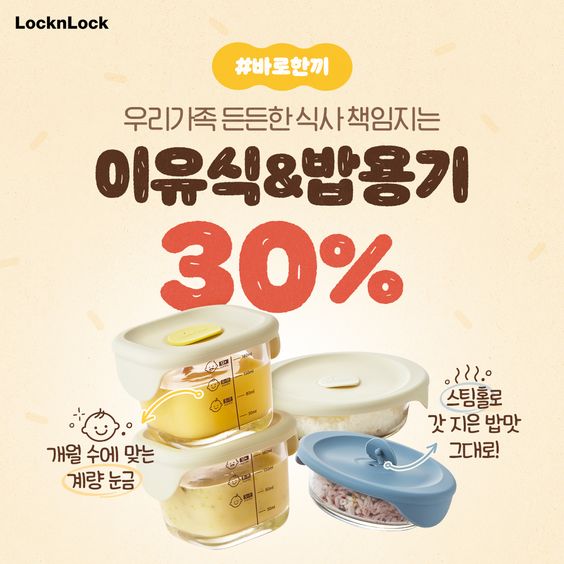 LocknLock
#바로한끼
우리가족 든든한 식사 책임지는
이유식&밥용기
30%
개월 수에 맞는
계량 눈금
스팀홀로
갓 지은 밥맛
그대로!